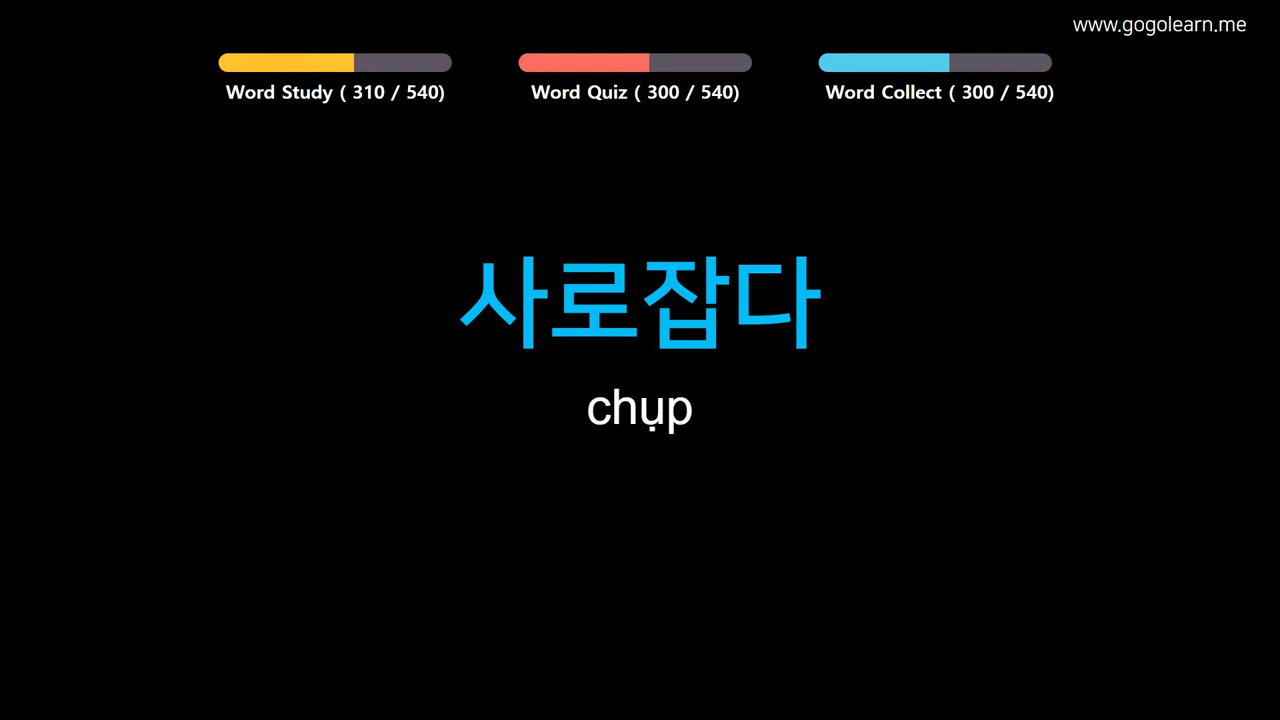 www.gogolearn.me
Word Study ( 310 / 540)
Word Quiz ( 300 / 540)
Word Collect ( 300 / 540)
사로잡다
chụp